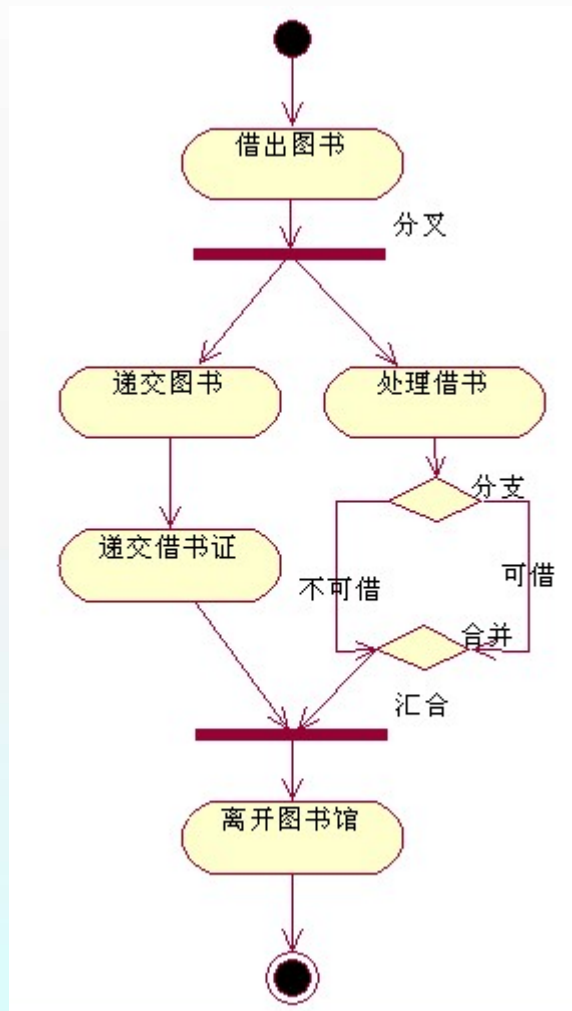 借出图书
分叉
递交图书
处理借书
分支
递交借书证
不可借
可借
合并
汇合
离开图书馆